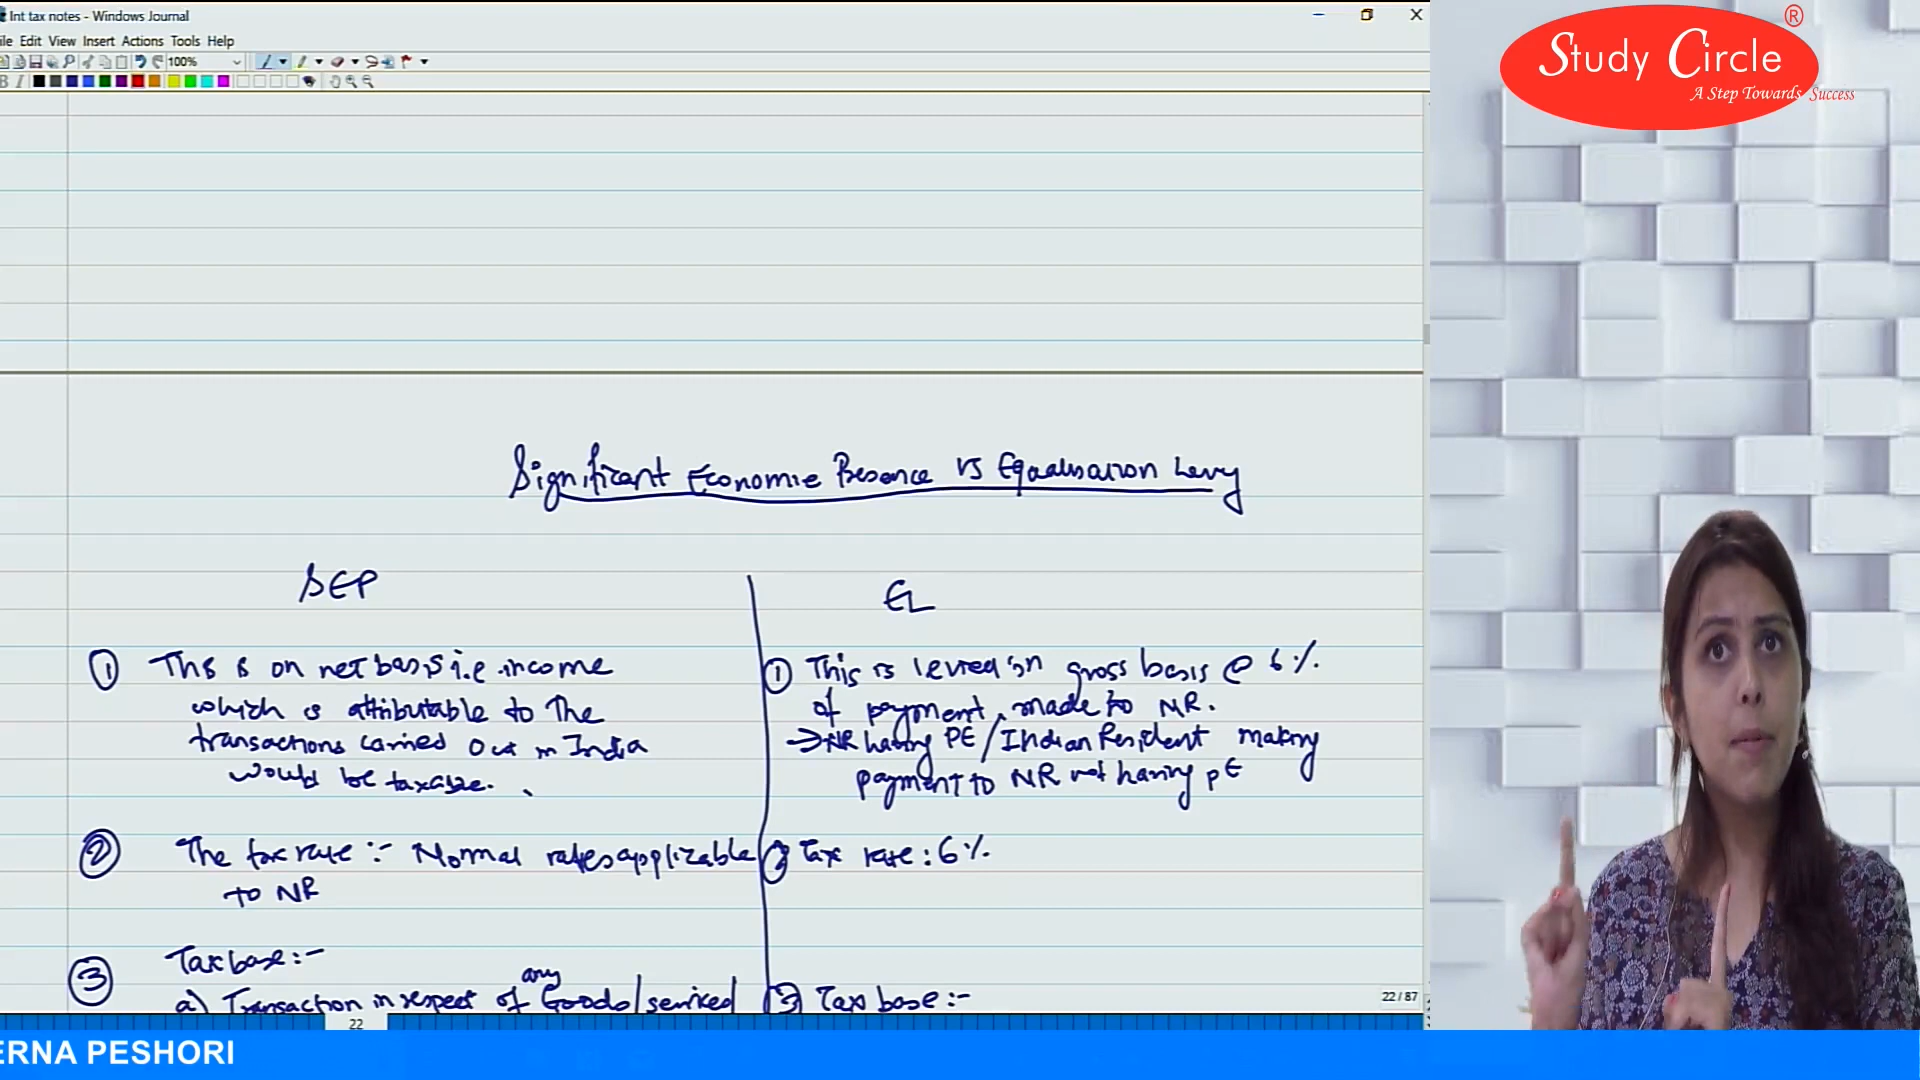 Int tax notes - Windows Journal
ile Edit View Insert Actions Tools Help
100%
B I
Study Circle ®
A Step Towards Success
Significant Economic Presence vs Equalisation Levy
SEP
EL
① This is on net basis i.e. income
which is attributable to the
transactions carried out in India
would be taxable.
① This is levied on gross basis @ 6%
of payment made to NR.
→ NR having PE / Indian Resident making
payment to NR not having PE
② The tax rate :- Normal rates applicable
to NR
② Tax rate : 6%
③ Tax base :-
a) Transaction in respect of any Goods / services
③ Tax base :-
22 / 87
22
ERNA PESHORI